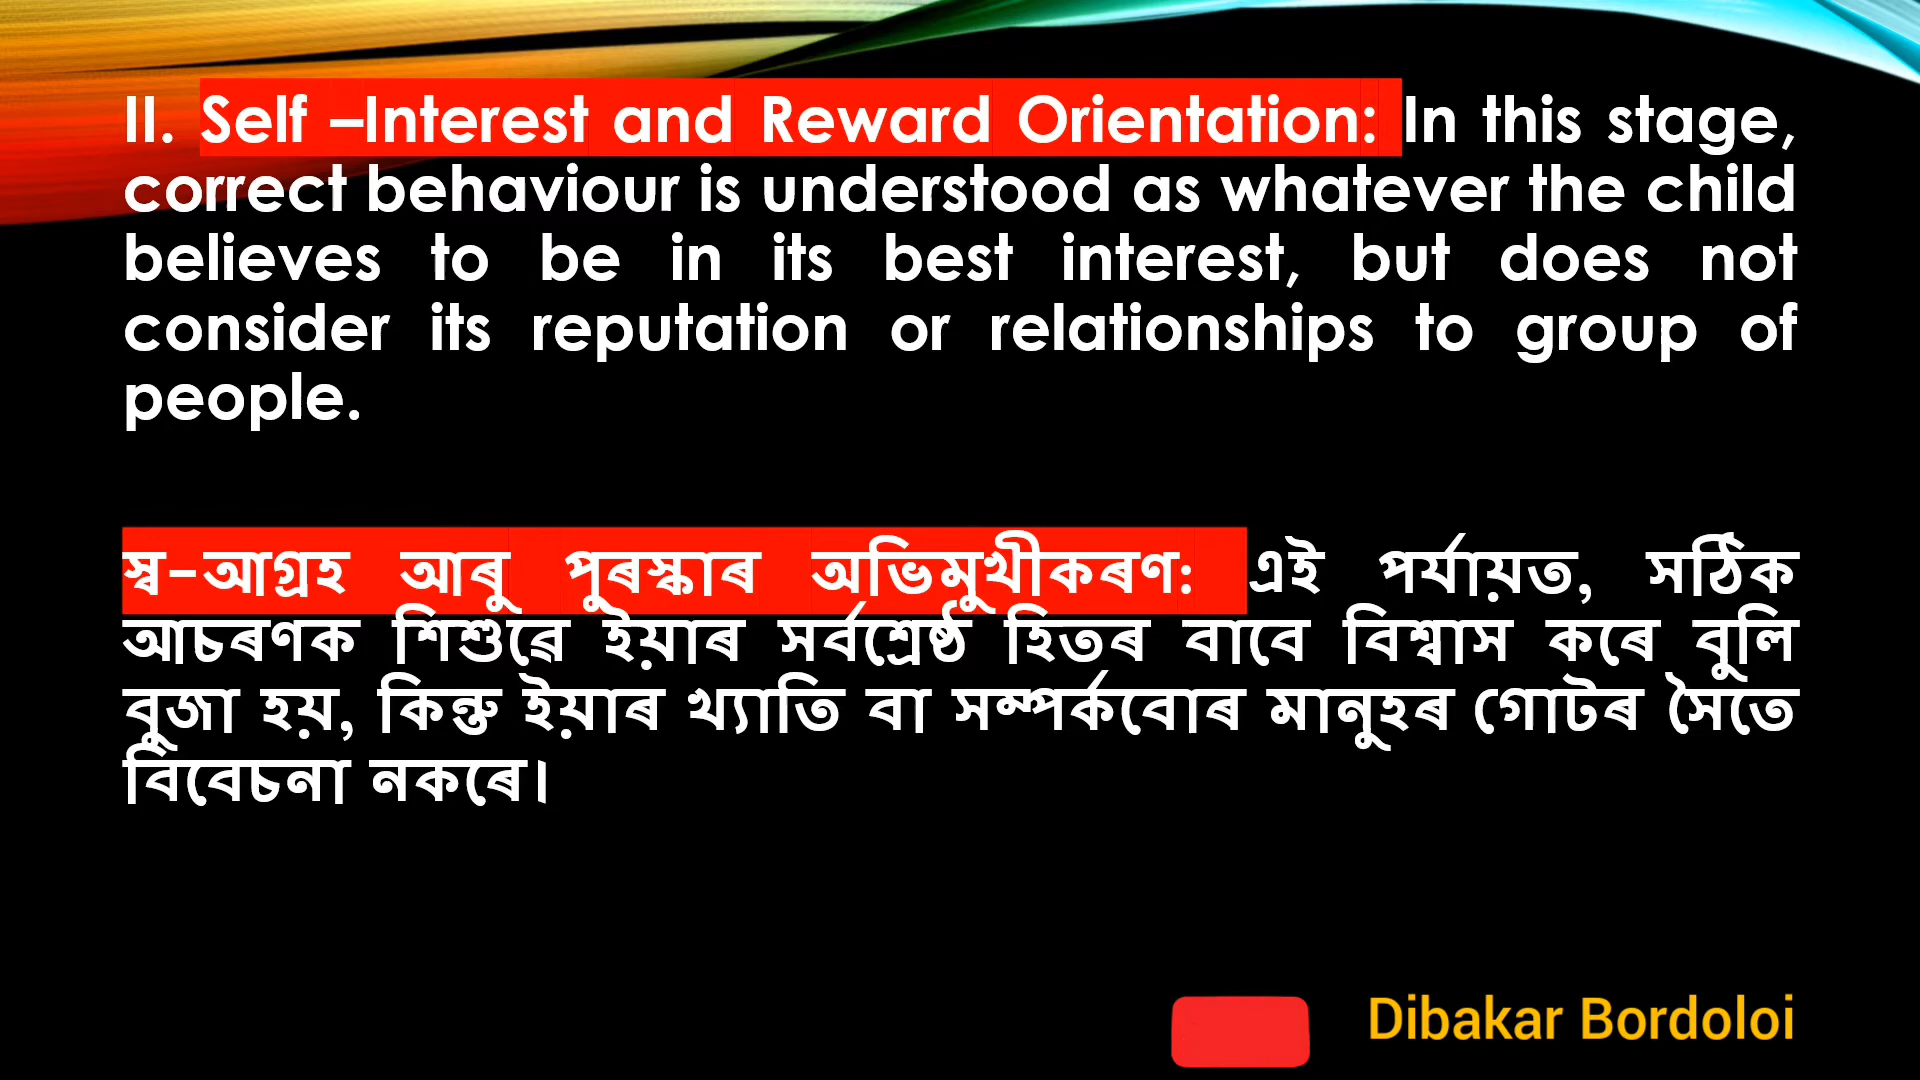 II. Self –Interest and Reward Orientation: In this stage,
correct behaviour is understood as whatever the child
believes to be in its best interest, but does not
consider its reputation or relationships to group of
people.
স্ব-আগ্ৰহ আৰু পুৰস্কাৰ অভিমুখীকৰণ: এই পৰ্যায়ত, সঠিক
আচৰণক শিশুৱে ইয়াৰ সৰ্বশ্ৰেষ্ঠ হিতৰ বাবে বিশ্বাস কৰে বুলি
বুজা হয়, কিন্তু ইয়াৰ খ্যাতি বা সম্পৰ্কবোৰ মানুহৰ গোটৰ সৈতে
বিবেচনা নকৰে।
Dibakar Bordoloi